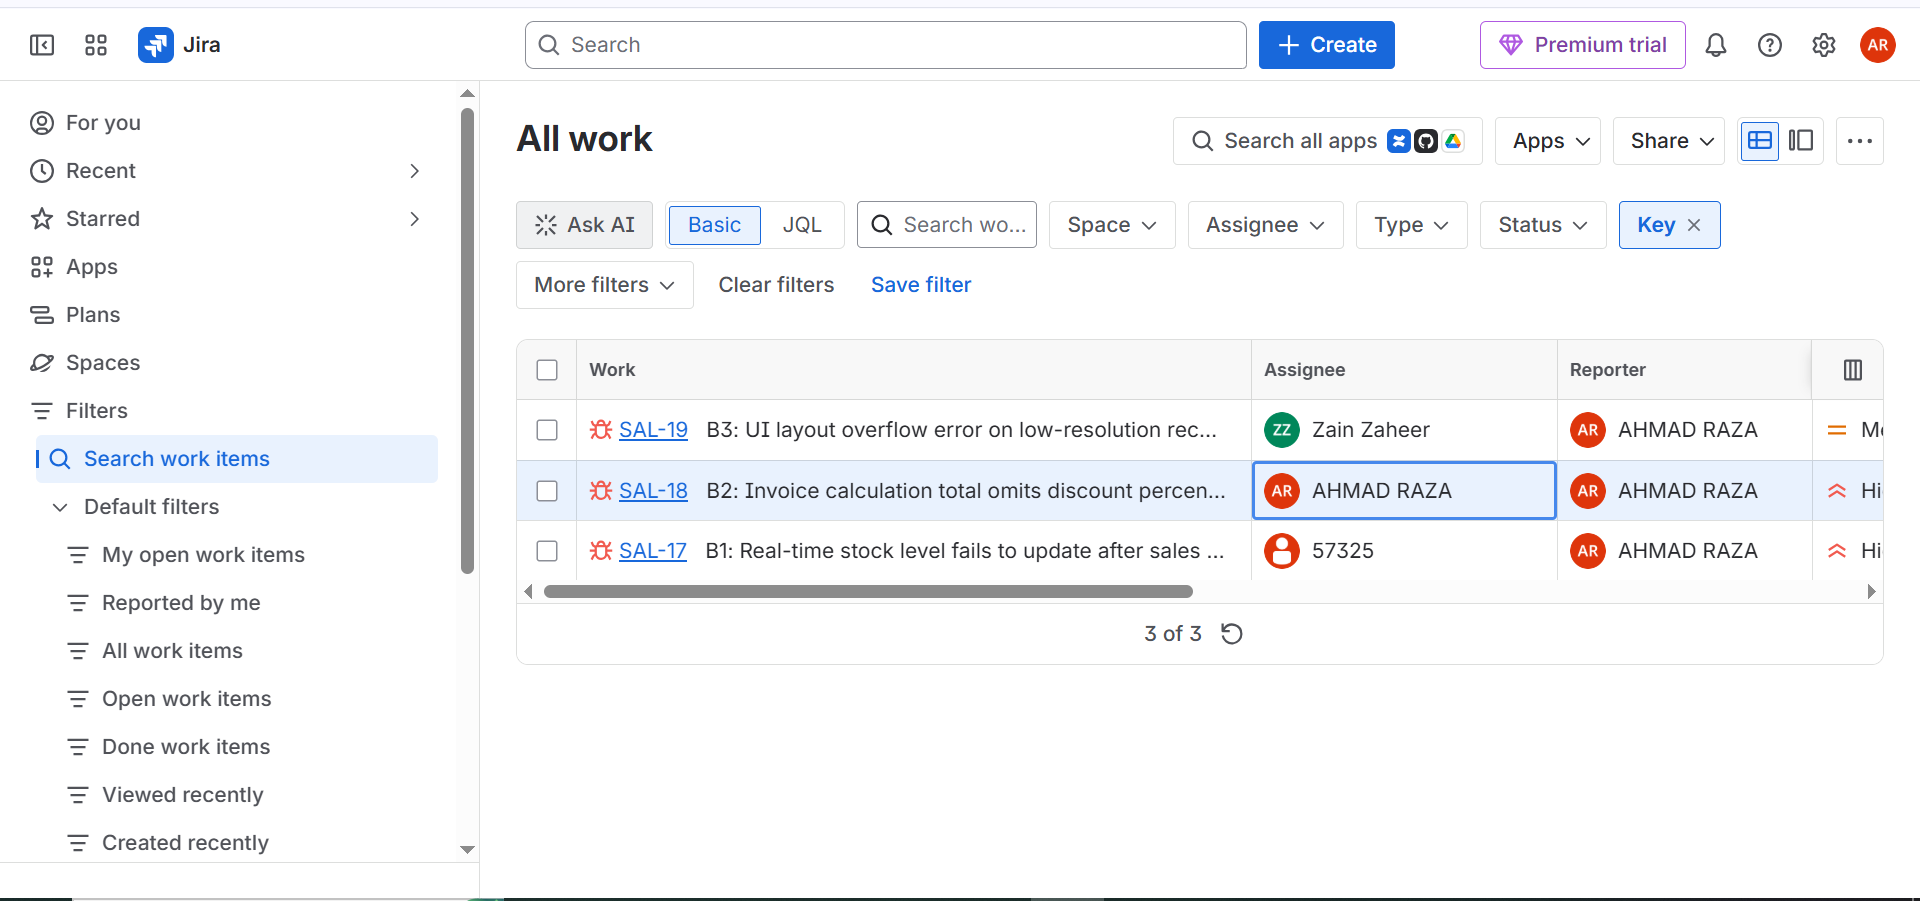 Jira
Search
Create
Premium trial
AR
For you
Recent
Starred
Apps
Plans
Spaces
Filters
Search work items
Default filters
My open work items
Reported by me
All work items
Open work items
Done work items
Viewed recently
Created recently
All work
Search all apps
Apps
Share
Ask AI
Basic
JQL
Search wo...
Space
Assignee
Type
Status
Key
More filters
Clear filters
Save filter
Work Assignee Reporter
SAL-19 B3: UI layout overflow error on low-resolution rec... ZZ Zain Zaheer AR AHMAD RAZA
SAL-18 B2: Invoice calculation total omits discount percen... AR AHMAD RAZA AR AHMAD RAZA Hi
SAL-17 B1: Real-time stock level fails to update after sales ... 57325 AR AHMAD RAZA Hi
3 of 3